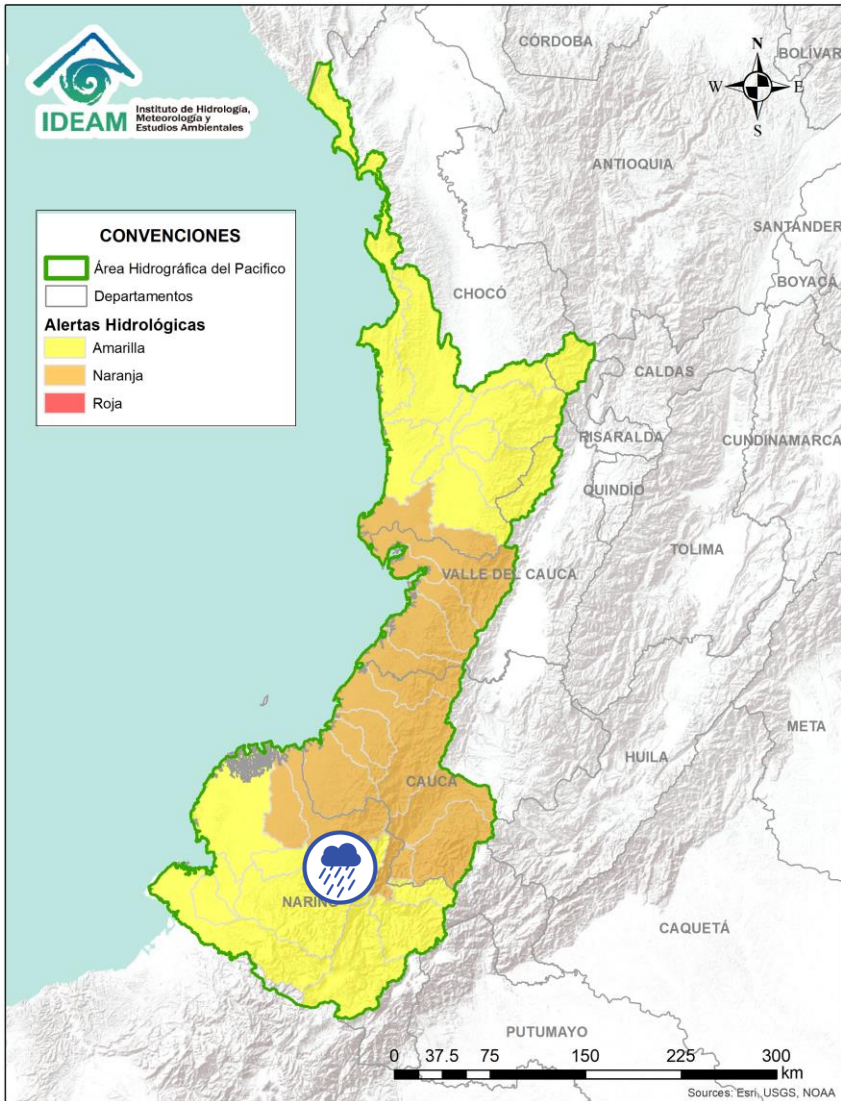 IDEAM
Instituto de Hidrología,
Meteorología y
Estudios Ambientales
N
W
E
S
CÓRDOBA
BOLÍVAR
ANTIOQUIA
SANTANDER
BOYACÁ
CHOCÓ
CALDAS
RISARALDA
CUNDINAMARCA
QUINDÍO
TOLIMA
VALLE DEL CAUCA
META
HUILA
CAUCA
NARIÑO
CAQUETÁ
PUTUMAYO
CONVENCIONES
Área Hidrográfica del Pacifico
Departamentos
Alertas Hidrológicas
Amarilla
Naranja
Roja
0 37.5 75 150 225 300
km
Sources: Esri, USGS, NOAA